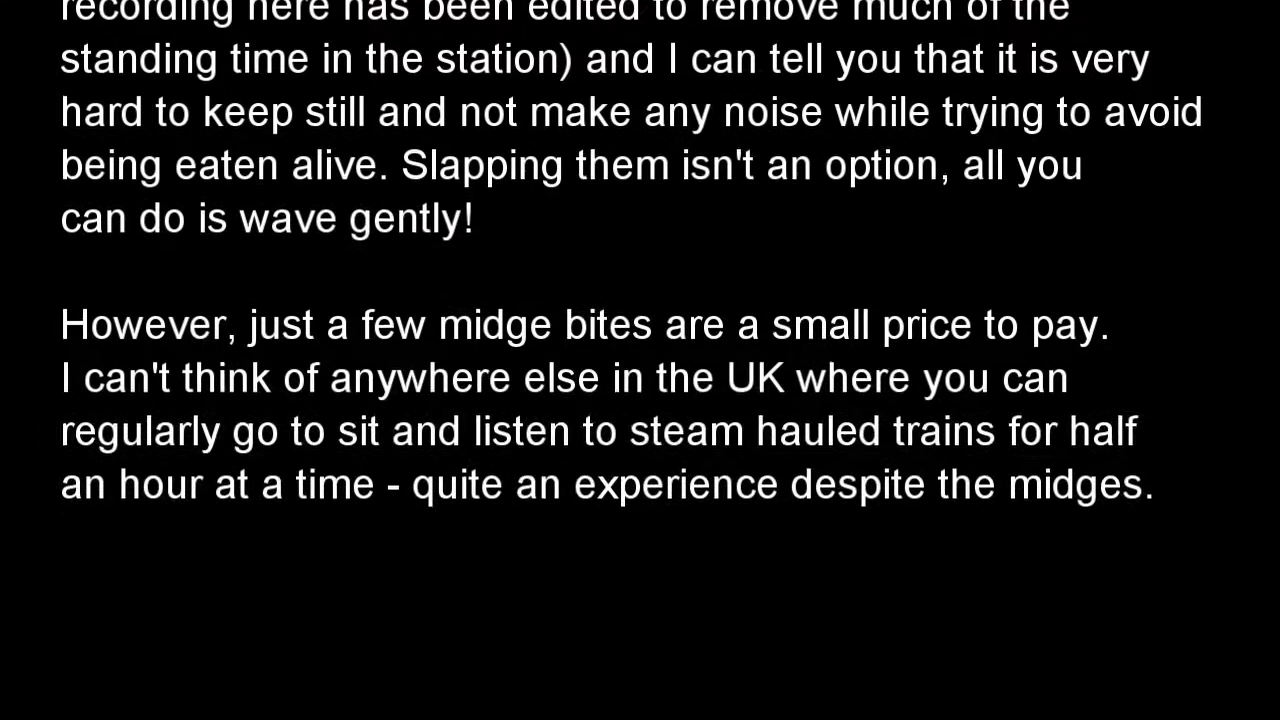 recording here has been edited to remove much of the
standing time in the station) and I can tell you that it is very
hard to keep still and not make any noise while trying to avoid
being eaten alive. Slapping them isn't an option, all you
can do is wave gently!
However, just a few midge bites are a small price to pay.
I can't think of anywhere else in the UK where you can
regularly go to sit and listen to steam hauled trains for half
an hour at a time - quite an experience despite the midges.